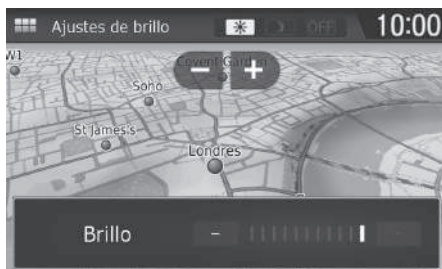 Ajustes de brillo OFF 10:00
W1
Covent Garden
Soho
St James's
Londres
Brillo